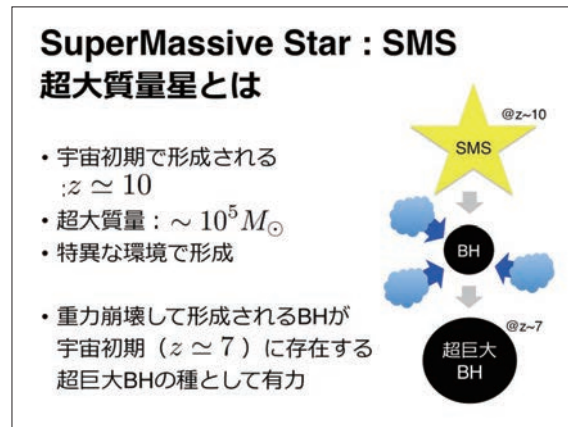 SuperMassive Star : SMS
超大質量星とは
・宇宙初期で形成される
:z ≃ 10
・超大質量：∼ 10⁵M☉
・特異な環境で形成
・重力崩壊して形成されるBHが
宇宙初期（z ≃ 7）に存在する
超巨大BHの種として有力
@z~10
SMS
BH
@z~7
超巨大
BH